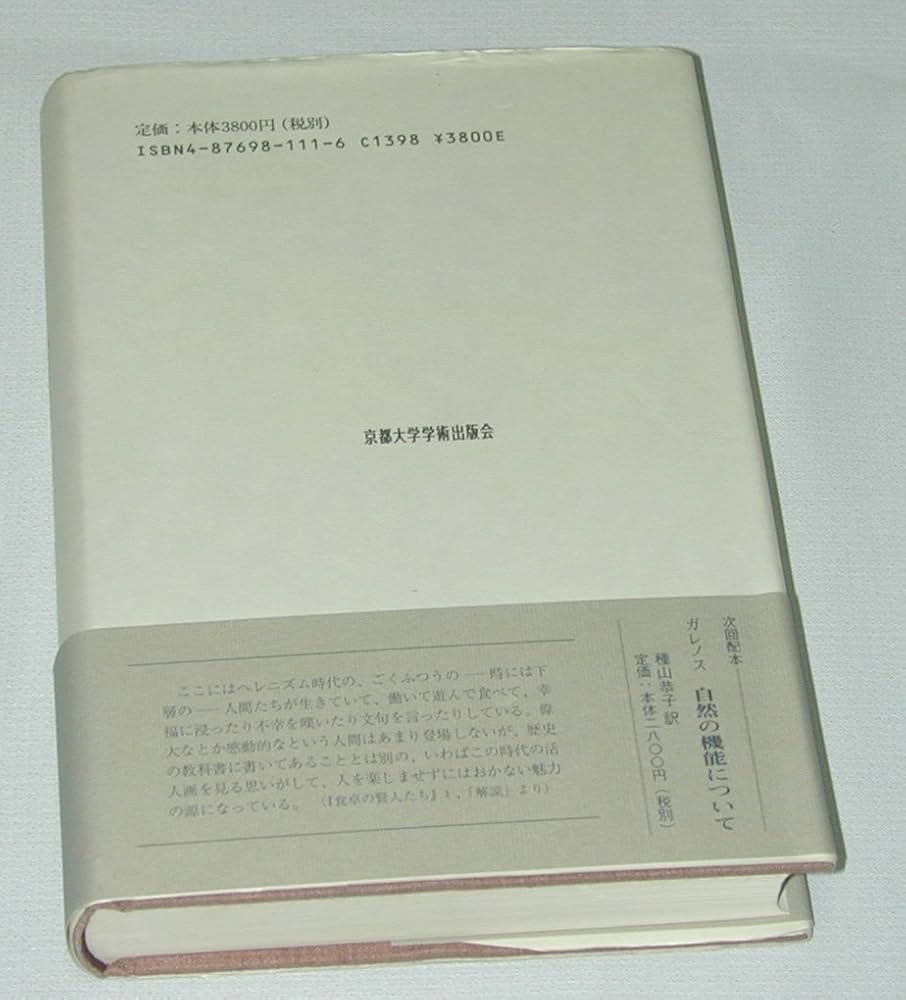 定価：本体3800円（税別）
ISBN4-87698-111-6 C1398 ¥3800E
京都大学学術出版会
ここにはヘレニズム時代の、ごくふつうの ── 時には下
層の ── 人間たちが生きていて、働いて遊んで食べて、幸
福に浸ったり不幸を嘆いたり文句を言ったりしている。偉
大なとか感動的なという人間はあまり登場しないが、歴史
の教科書に書いてあることとは別の、いわばこの時代の活
人画を見る思いがして、人を楽しませずにはおかない魅力
の源になっている。 （『食卓の賢人たち』1、「解説」より）
次回配本
ガレノス 自然の機能について
種山恭子 訳
定価：本体二八〇〇円（税別）